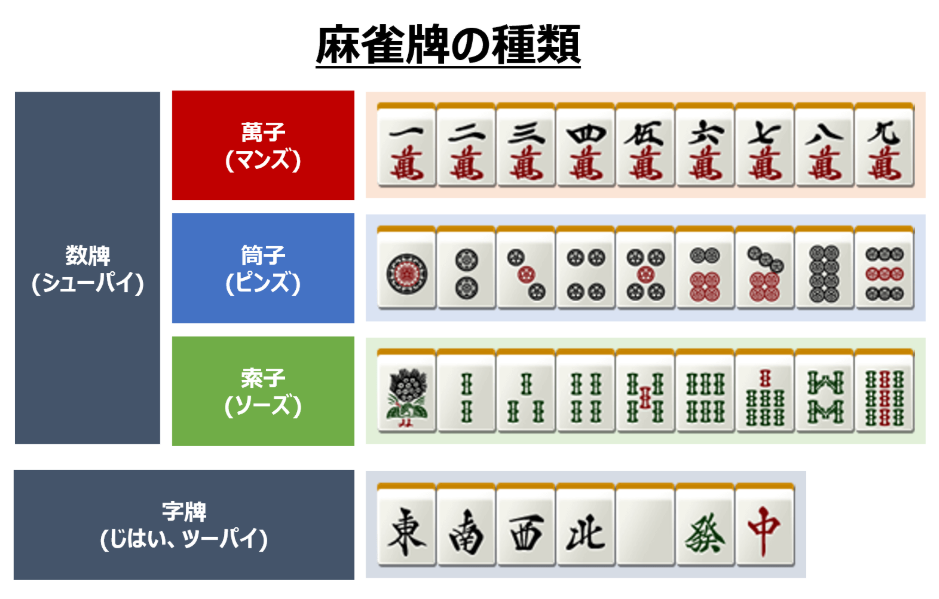 麻雀牌の種類
数牌
(シューパイ)
萬子
(マンズ)
一萬 二萬 三萬 四萬 伍萬 六萬 七萬 八萬 九萬
筒子
(ピンズ)
索子
(ソーズ)
字牌
(じはい、ツーパイ)
東 南 西 北 發 中